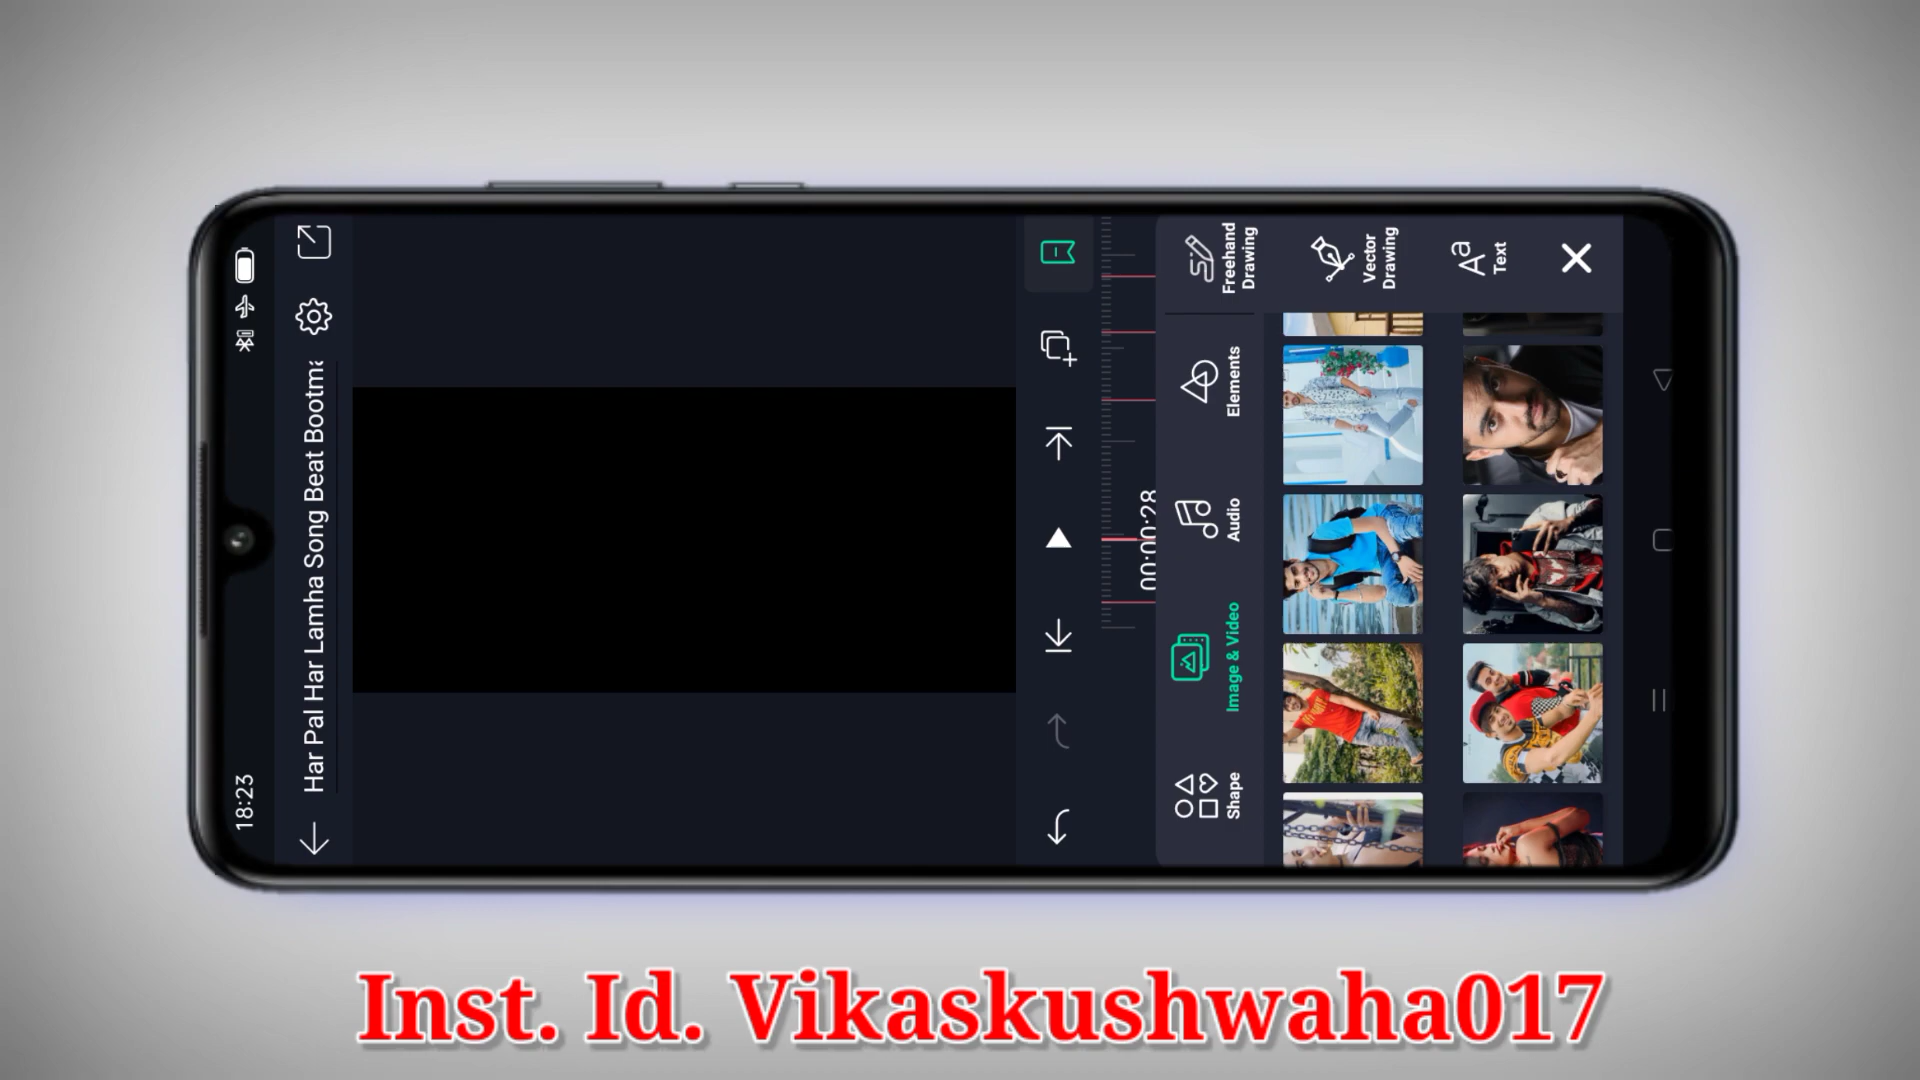 18:23
Har Pal Har Lamha Song Beat Bootma
00:00:28
Shape
Image & Video
Audio
Elements
Freehand
Drawing
Vector
Drawing
Text
Inst. Id. Vikaskushwaha017